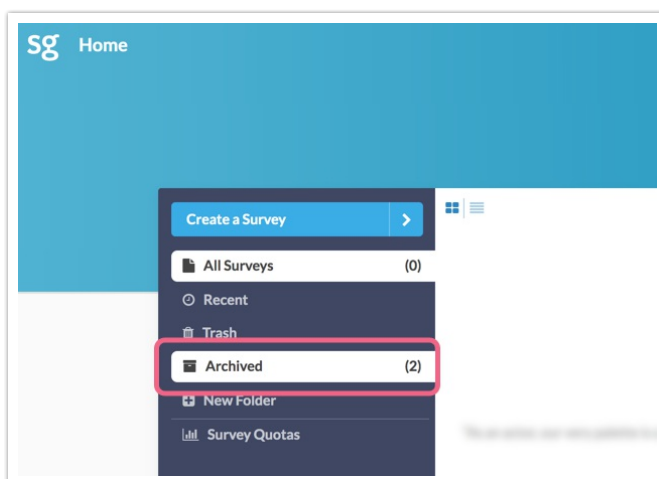 sg Home
Create a Survey
All Surveys (0)
Recent
Trash
Archived (2)
New Folder
Survey Quotas